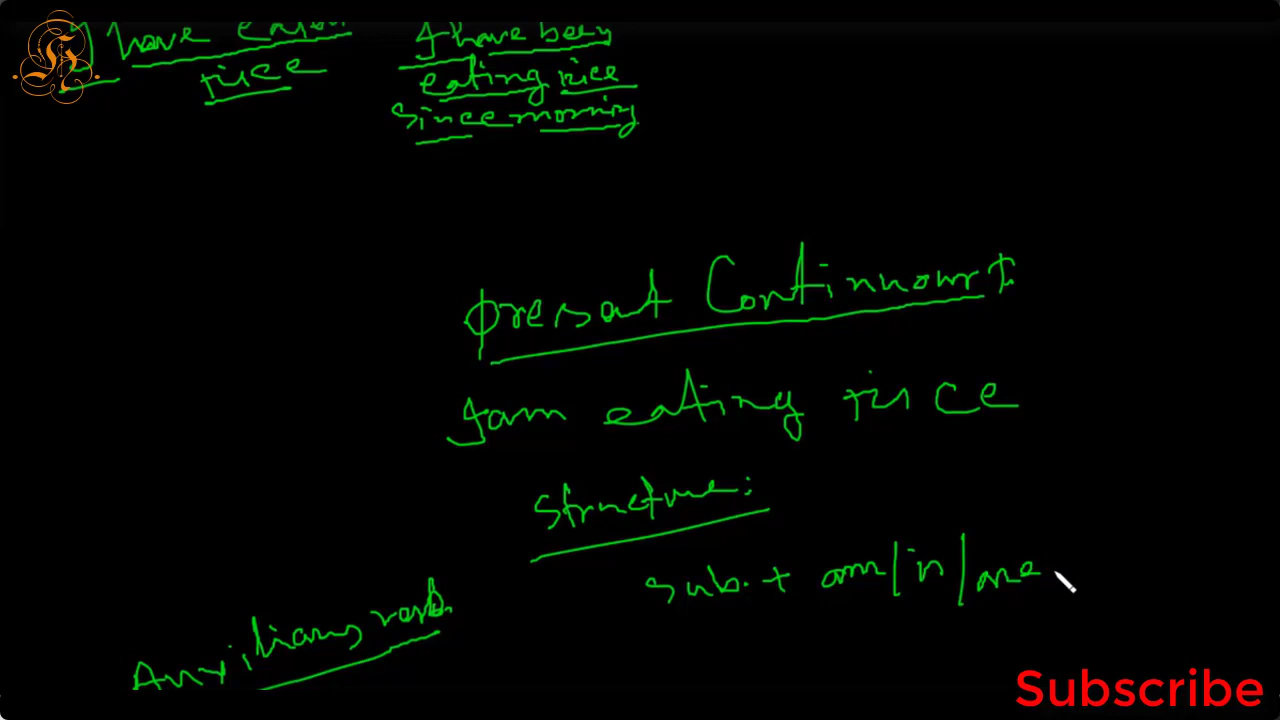 I have eaten
rice
I have been
eating rice
since morning
Present Continuous:
I am eating rice
Structure:
Sub. + am/is/are
Auxiliary verb
Subscribe